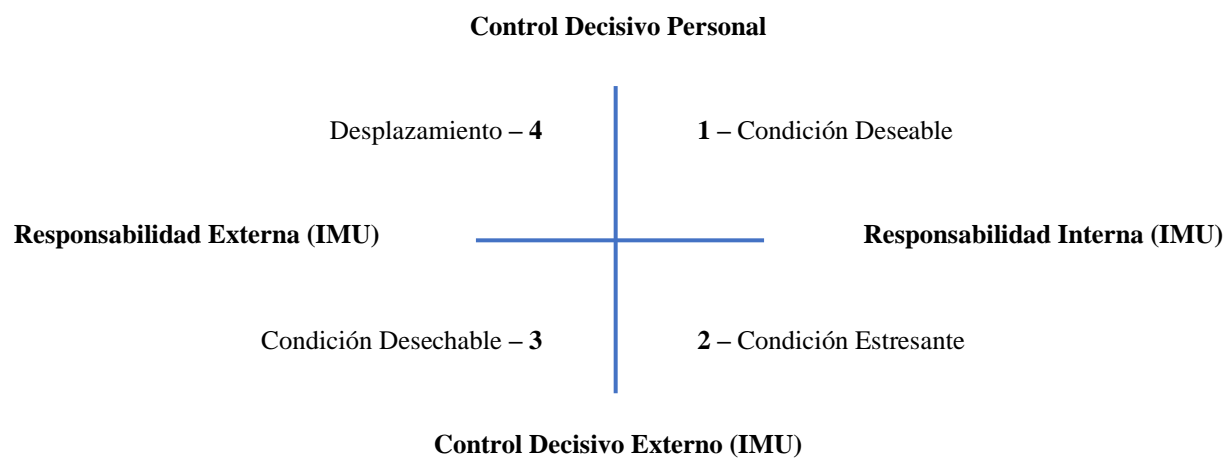 Control Decisivo Personal
Desplazamiento – 4
1 – Condición Deseable
Responsabilidad Externa (IMU)
Responsabilidad Interna (IMU)
Condición Desechable – 3
2 – Condición Estresante
Control Decisivo Externo (IMU)